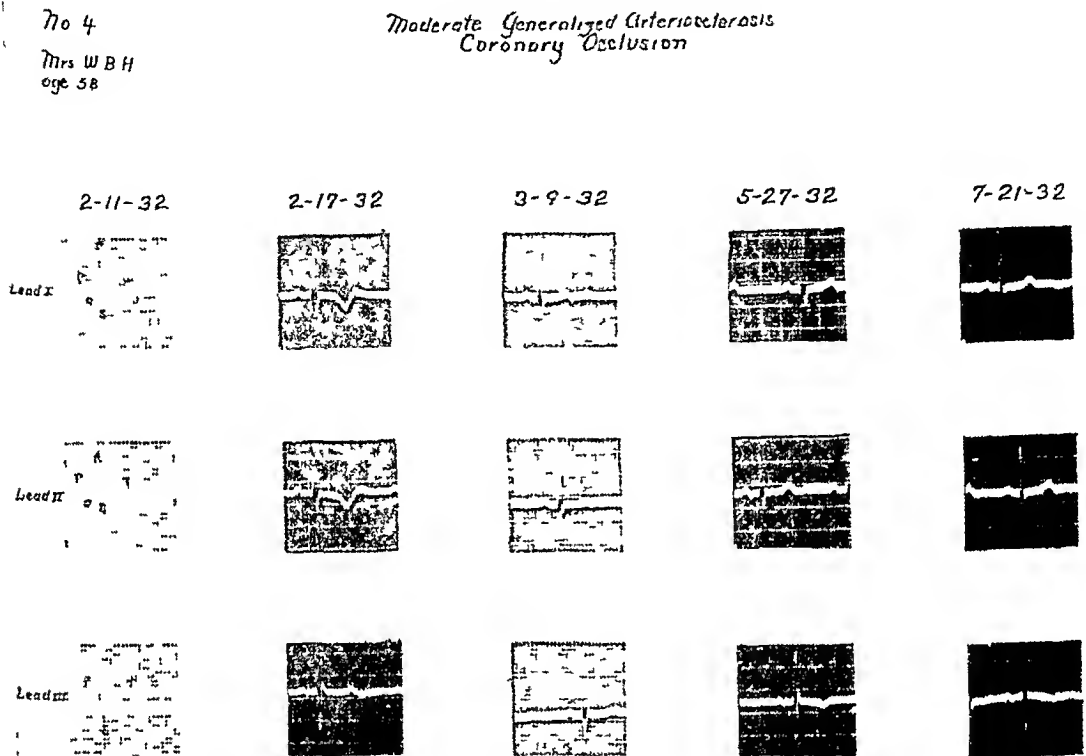 No 4
Moderate Generalized Arteriosclerosis
Coronary Occlusion
Mrs W B H
age 58
2-11-32
2-17-32
3-9-32
5-27-32
7-21-32
Lead I
P
R
Q
S
T
Lead II
P
R
Q
S
T
Lead III
P